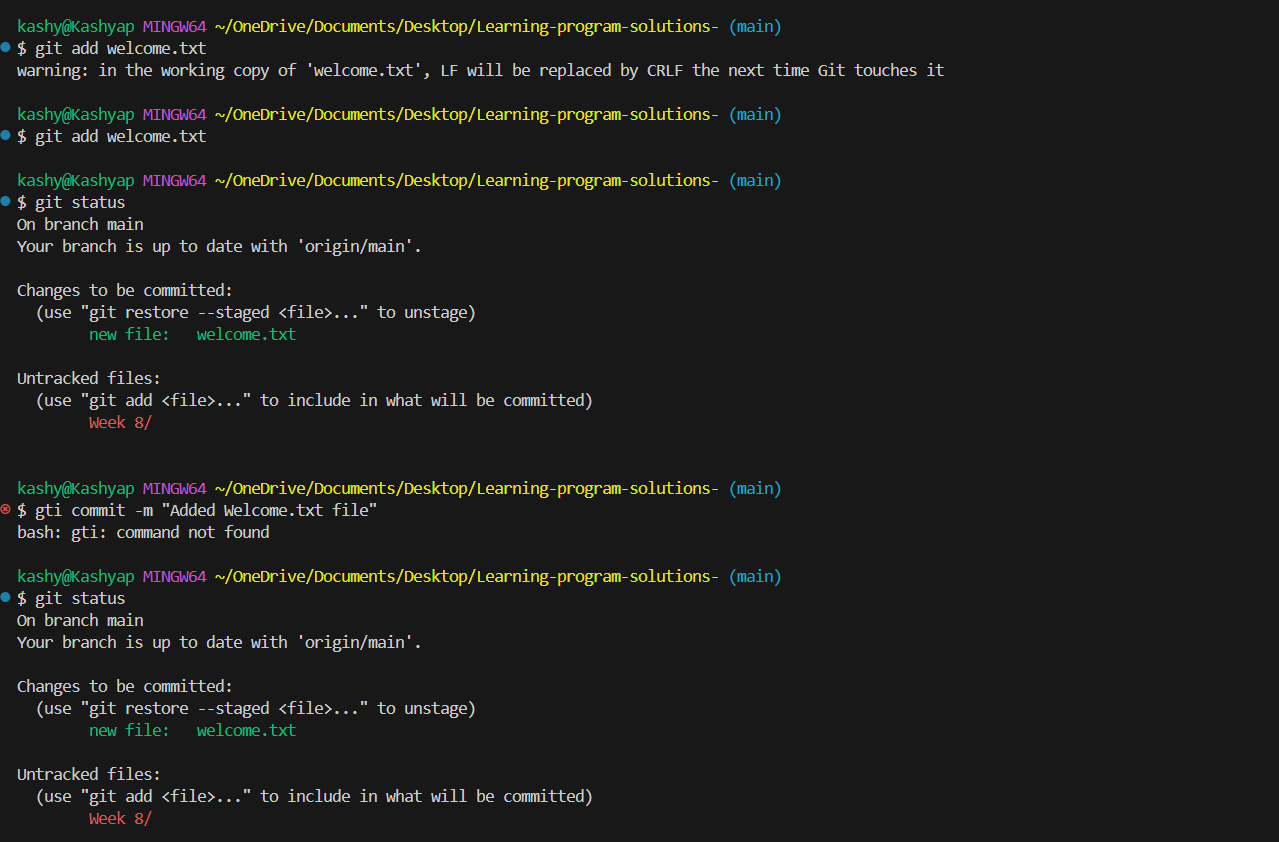 kashy@Kashyap MINGW64 ~/OneDrive/Documents/Desktop/Learning-program-solutions- (main)
$ git add welcome.txt
warning: in the working copy of 'welcome.txt', LF will be replaced by CRLF the next time Git touches it
kashy@Kashyap MINGW64 ~/OneDrive/Documents/Desktop/Learning-program-solutions- (main)
$ git add welcome.txt
kashy@Kashyap MINGW64 ~/OneDrive/Documents/Desktop/Learning-program-solutions- (main)
$ git status
On branch main
Your branch is up to date with 'origin/main'.
Changes to be committed:
(use "git restore --staged <file>..." to unstage)
new file: welcome.txt
Untracked files:
(use "git add <file>..." to include in what will be committed)
Week 8/
kashy@Kashyap MINGW64 ~/OneDrive/Documents/Desktop/Learning-program-solutions- (main)
$ gti commit -m "Added Welcome.txt file"
bash: gti: command not found
kashy@Kashyap MINGW64 ~/OneDrive/Documents/Desktop/Learning-program-solutions- (main)
$ git status
On branch main
Your branch is up to date with 'origin/main'.
Changes to be committed:
(use "git restore --staged <file>..." to unstage)
new file: welcome.txt
Untracked files:
(use "git add <file>..." to include in what will be committed)
Week 8/